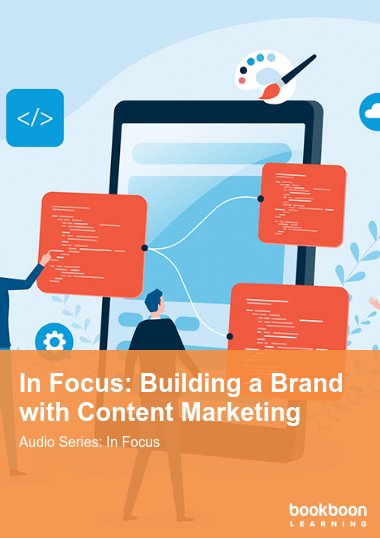 </>
In Focus: Building a Brand
with Content Marketing
Audio Series: In Focus
bookboon
LEARNING